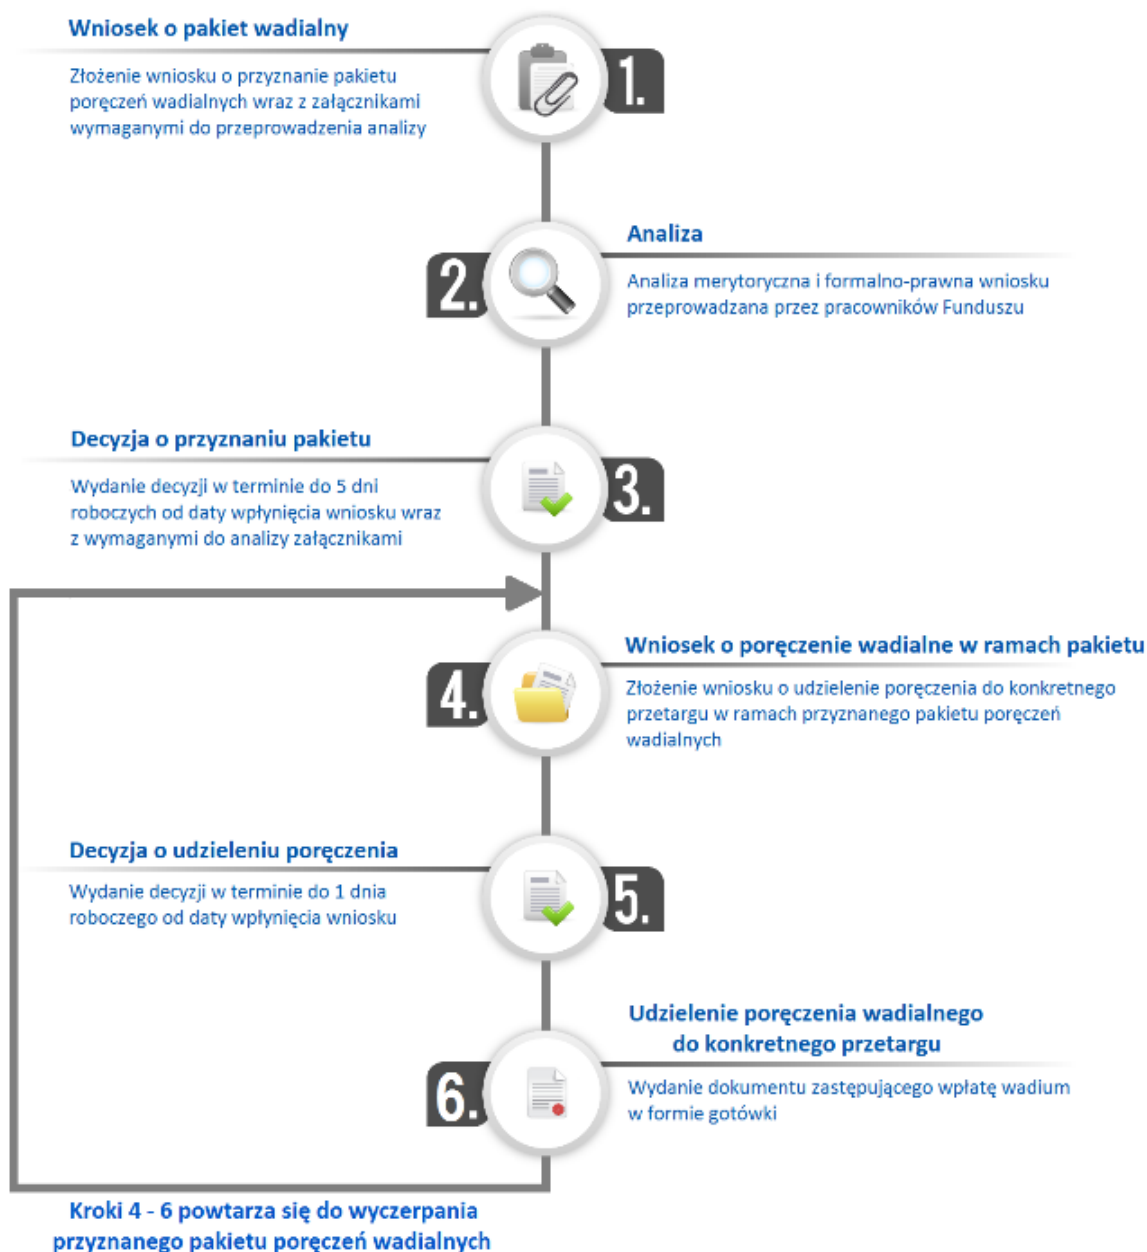 Wniosek o pakiet wadialny
1.
Złożenie wniosku o przyznanie pakietu
poręczeń wadialnych wraz z załącznikami
wymaganymi do przeprowadzenia analizy
Analiza
2.
Analiza merytoryczna i formalno-prawna wniosku
przeprowadzana przez pracowników Funduszu
Decyzja o przyznaniu pakietu
3.
Wydanie decyzji w terminie do 5 dni
roboczych od daty wpłynięcia wniosku wraz
z wymaganymi do analizy załącznikami
Wniosek o poręczenie wadialne w ramach pakietu
4.
Złożenie wniosku o udzielenie poręczenia do konkretnego
przetargu w ramach przyznanego pakietu poręczeń
wadialnych
Decyzja o udzieleniu poręczenia
5.
Wydanie decyzji w terminie do 1 dnia
roboczego od daty wpłynięcia wniosku
Udzielenie poręczenia wadialnego
do konkretnego przetargu
6.
Wydanie dokumentu zastępującego wpłatę wadium
w formie gotówki
Kroki 4 - 6 powtarza się do wyczerpania
przyznanego pakietu poręczeń wadialnych